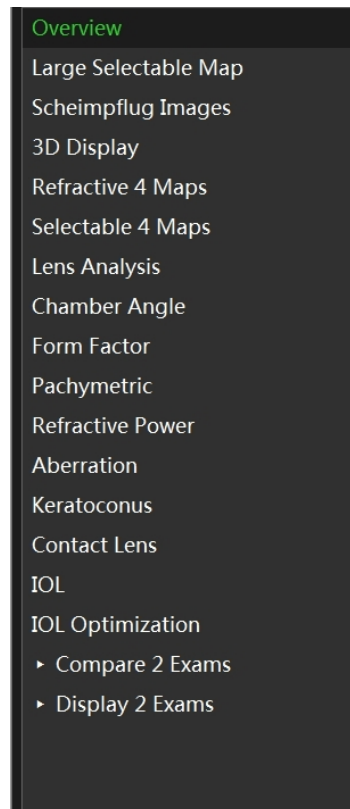 Overview
Large Selectable Map
Scheimpflug Images
3D Display
Refractive 4 Maps
Selectable 4 Maps
Lens Analysis
Chamber Angle
Form Factor
Pachymetric
Refractive Power
Aberration
Keratoconus
Contact Lens
IOL
IOL Optimization
‣ Compare 2 Exams
‣ Display 2 Exams